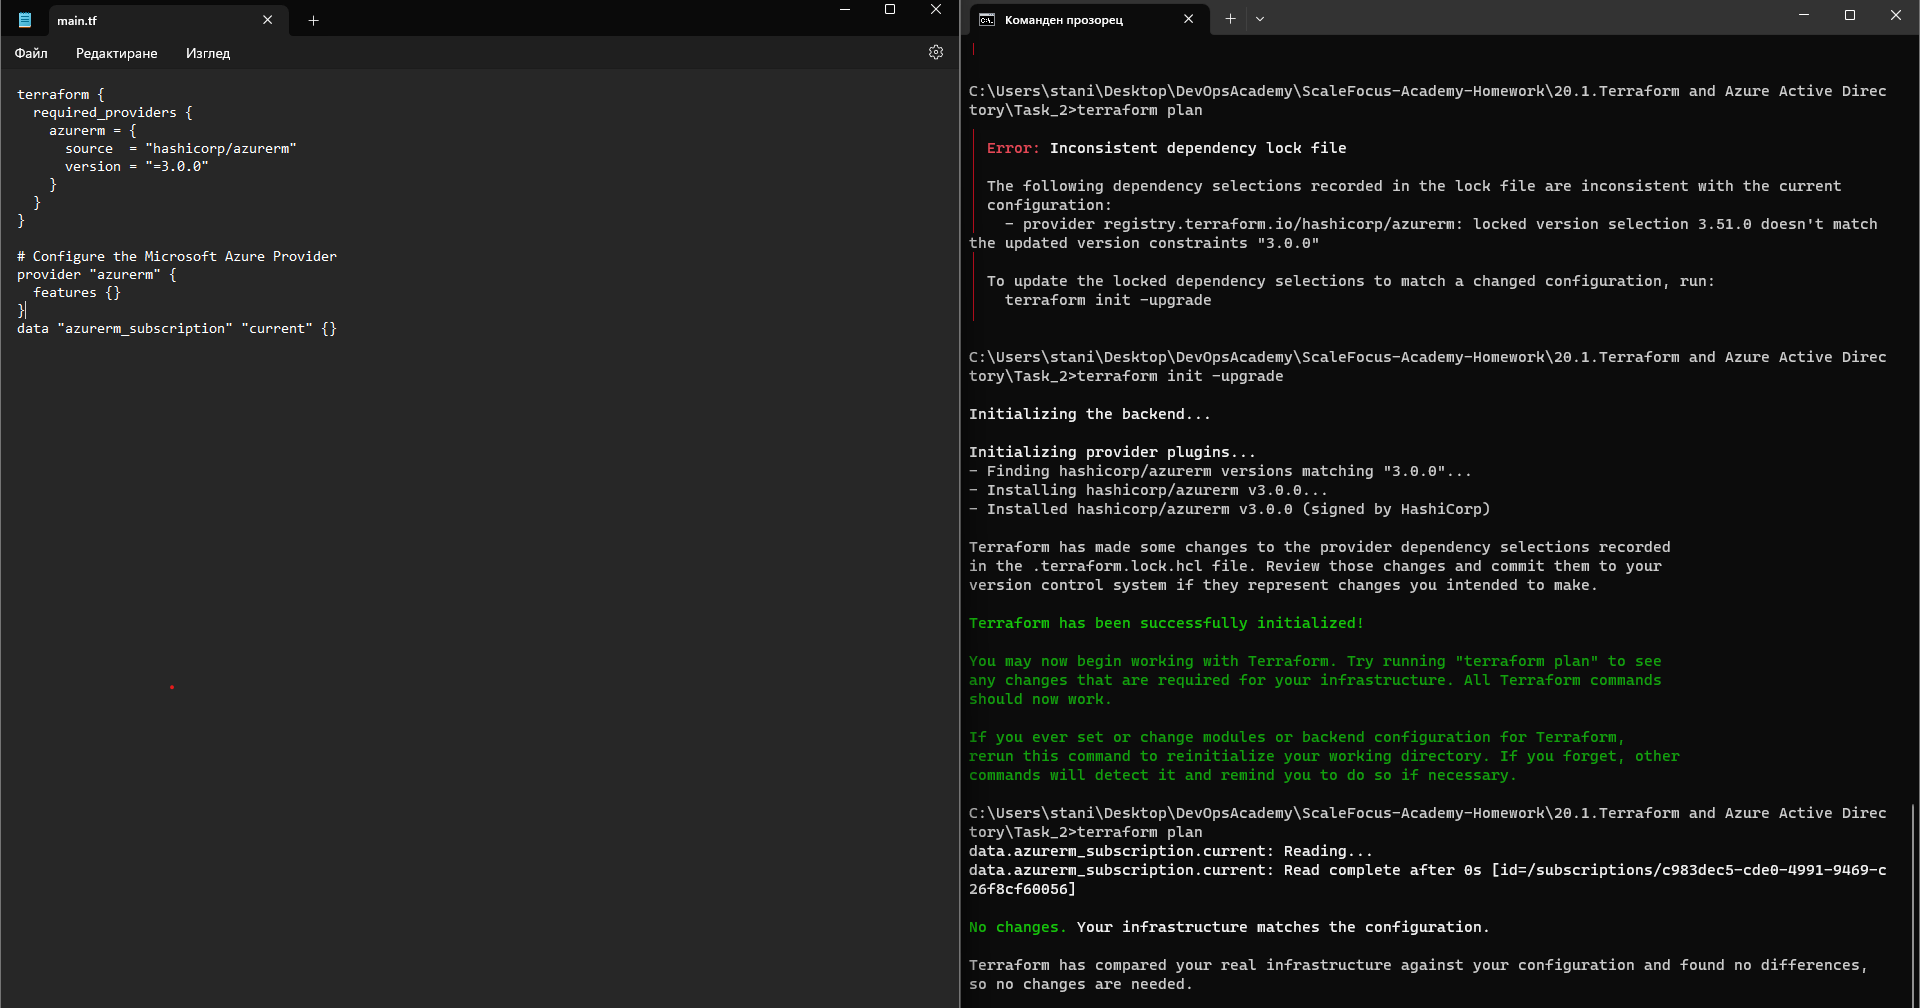 main.tf
Файл
Редактиране
Изглед
terraform {
  required_providers {
    azurerm = {
      source  = "hashicorp/azurerm"
      version = "=3.0.0"
    }
  }
}
# Configure the Microsoft Azure Provider
provider "azurerm" {
  features {}
}
data "azurerm_subscription" "current" {}
Команден прозорец
C:\Users\stani\Desktop\DevOpsAcademy\ScaleFocus-Academy-Homework\20.1.Terraform and Azure Active Direc
tory\Task_2>terraform plan
Error: Inconsistent dependency lock file
The following dependency selections recorded in the lock file are inconsistent with the current
configuration:
  - provider registry.terraform.io/hashicorp/azurerm: locked version selection 3.51.0 doesn't match
the updated version constraints "3.0.0"
To update the locked dependency selections to match a changed configuration, run:
  terraform init -upgrade
C:\Users\stani\Desktop\DevOpsAcademy\ScaleFocus-Academy-Homework\20.1.Terraform and Azure Active Direc
tory\Task_2>terraform init -upgrade
Initializing the backend...
Initializing provider plugins...
- Finding hashicorp/azurerm versions matching "3.0.0"...
- Installing hashicorp/azurerm v3.0.0...
- Installed hashicorp/azurerm v3.0.0 (signed by HashiCorp)
Terraform has made some changes to the provider dependency selections recorded
in the .terraform.lock.hcl file. Review those changes and commit them to your
version control system if they represent changes you intended to make.
Terraform has been successfully initialized!
You may now begin working with Terraform. Try running "terraform plan" to see
any changes that are required for your infrastructure. All Terraform commands
should now work.
If you ever set or change modules or backend configuration for Terraform,
rerun this command to reinitialize your working directory. If you forget, other
commands will detect it and remind you to do so if necessary.
C:\Users\stani\Desktop\DevOpsAcademy\ScaleFocus-Academy-Homework\20.1.Terraform and Azure Active Direc
tory\Task_2>terraform plan
data.azurerm_subscription.current: Reading...
data.azurerm_subscription.current: Read complete after 0s [id=/subscriptions/c983dec5-cde0-4991-9469-c
26f8cf60056]
No changes. Your infrastructure matches the configuration.
Terraform has compared your real infrastructure against your configuration and found no differences,
so no changes are needed.